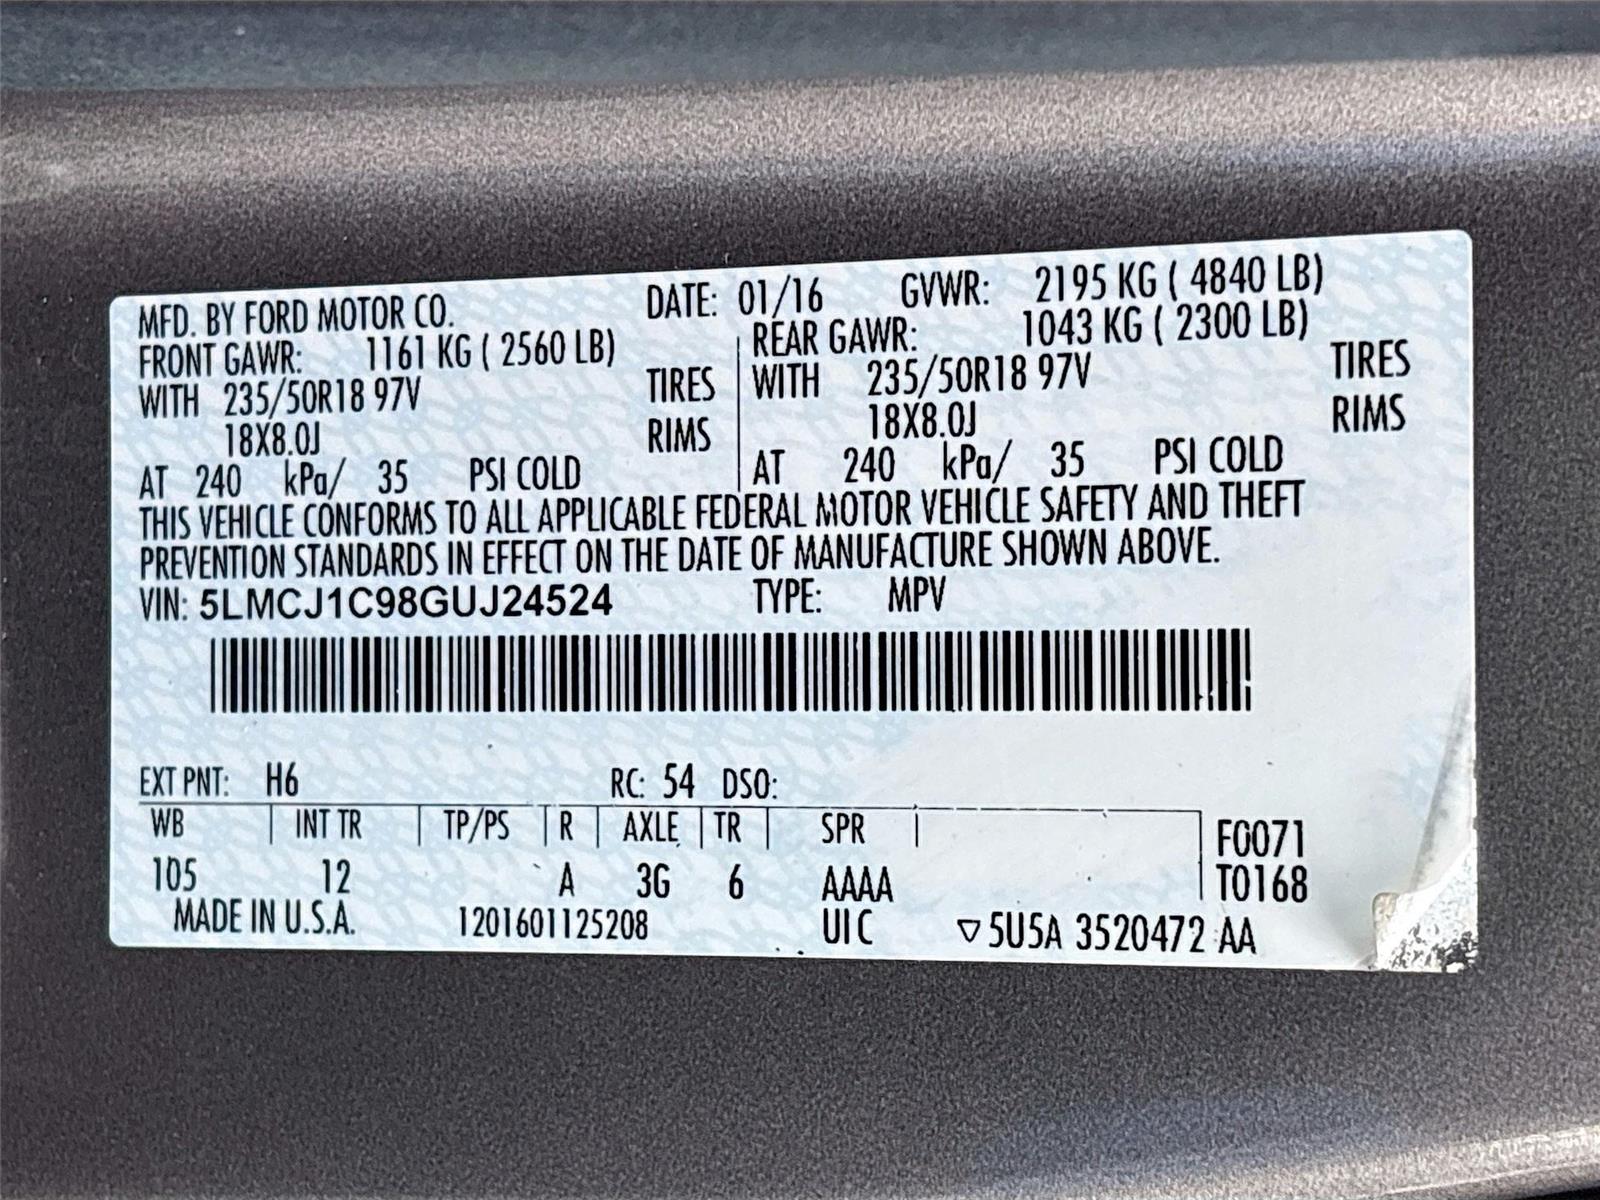 MFD. BY FORD MOTOR CO. DATE: 01/16 GVWR: 2195 KG ( 4840 LB)
FRONT GAWR: 1161 KG ( 2560 LB) REAR GAWR: 1043 KG ( 2300 LB)
WITH 235/50R18 97V TIRES WITH 235/50R18 97V TIRES
18X8.0J RIMS 18X8.0J RIMS
AT 240 kPa/ 35 PSI COLD AT 240 kPa/ 35 PSI COLD
THIS VEHICLE CONFORMS TO ALL APPLICABLE FEDERAL MOTOR VEHICLE SAFETY AND THEFT
PREVENTION STANDARDS IN EFFECT ON THE DATE OF MANUFACTURE SHOWN ABOVE.
VIN: 5LMCJ1C98GUJ24524 TYPE: MPV
EXT PNT: H6 RC: 54 DSO:
WB INT TR TP/PS R AXLE TR SPR F0071
105 12 A 3G 6 AAAA T0168
MADE IN U.S.A. 1201601125208 UIC ▽5U5A 3520472 AA